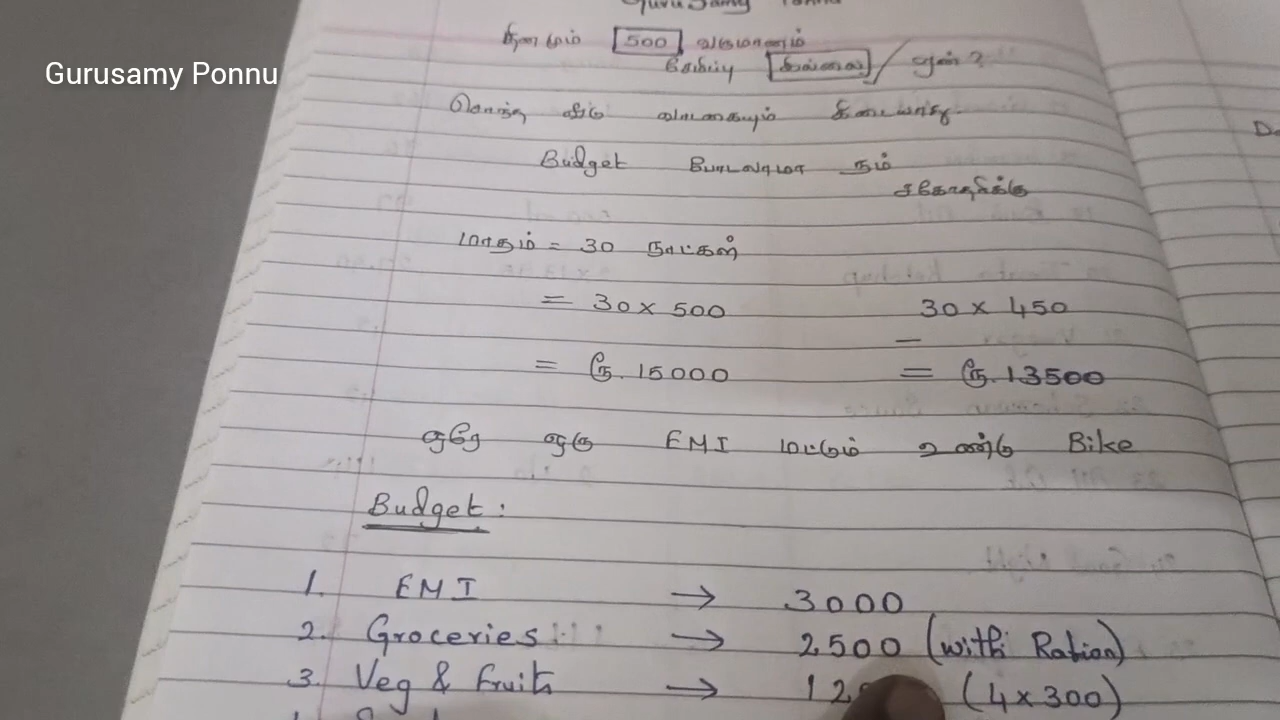 Gurusamy Ponnu
GuruSamy Ponnu
தினமும் 500 வருமானம்
சேமிப்பு இல்லை / ஏன் ?
சொந்த வீடு வாடகையும் கிடையாது.
Budget போடலாமா நம்
சகோதரிக்கு
மாதம் = 30 நாட்கள்
= 30 x 500 30 x 450
= ரூ. 15000 = ரூ. 13500
ஒரே ஒரு EMI மட்டும் உண்டு Bike
Budget :
1. EMI → 3000
2. Groceries → 2500 (with Ration)
3. Veg & Fruits → (4 x 300)